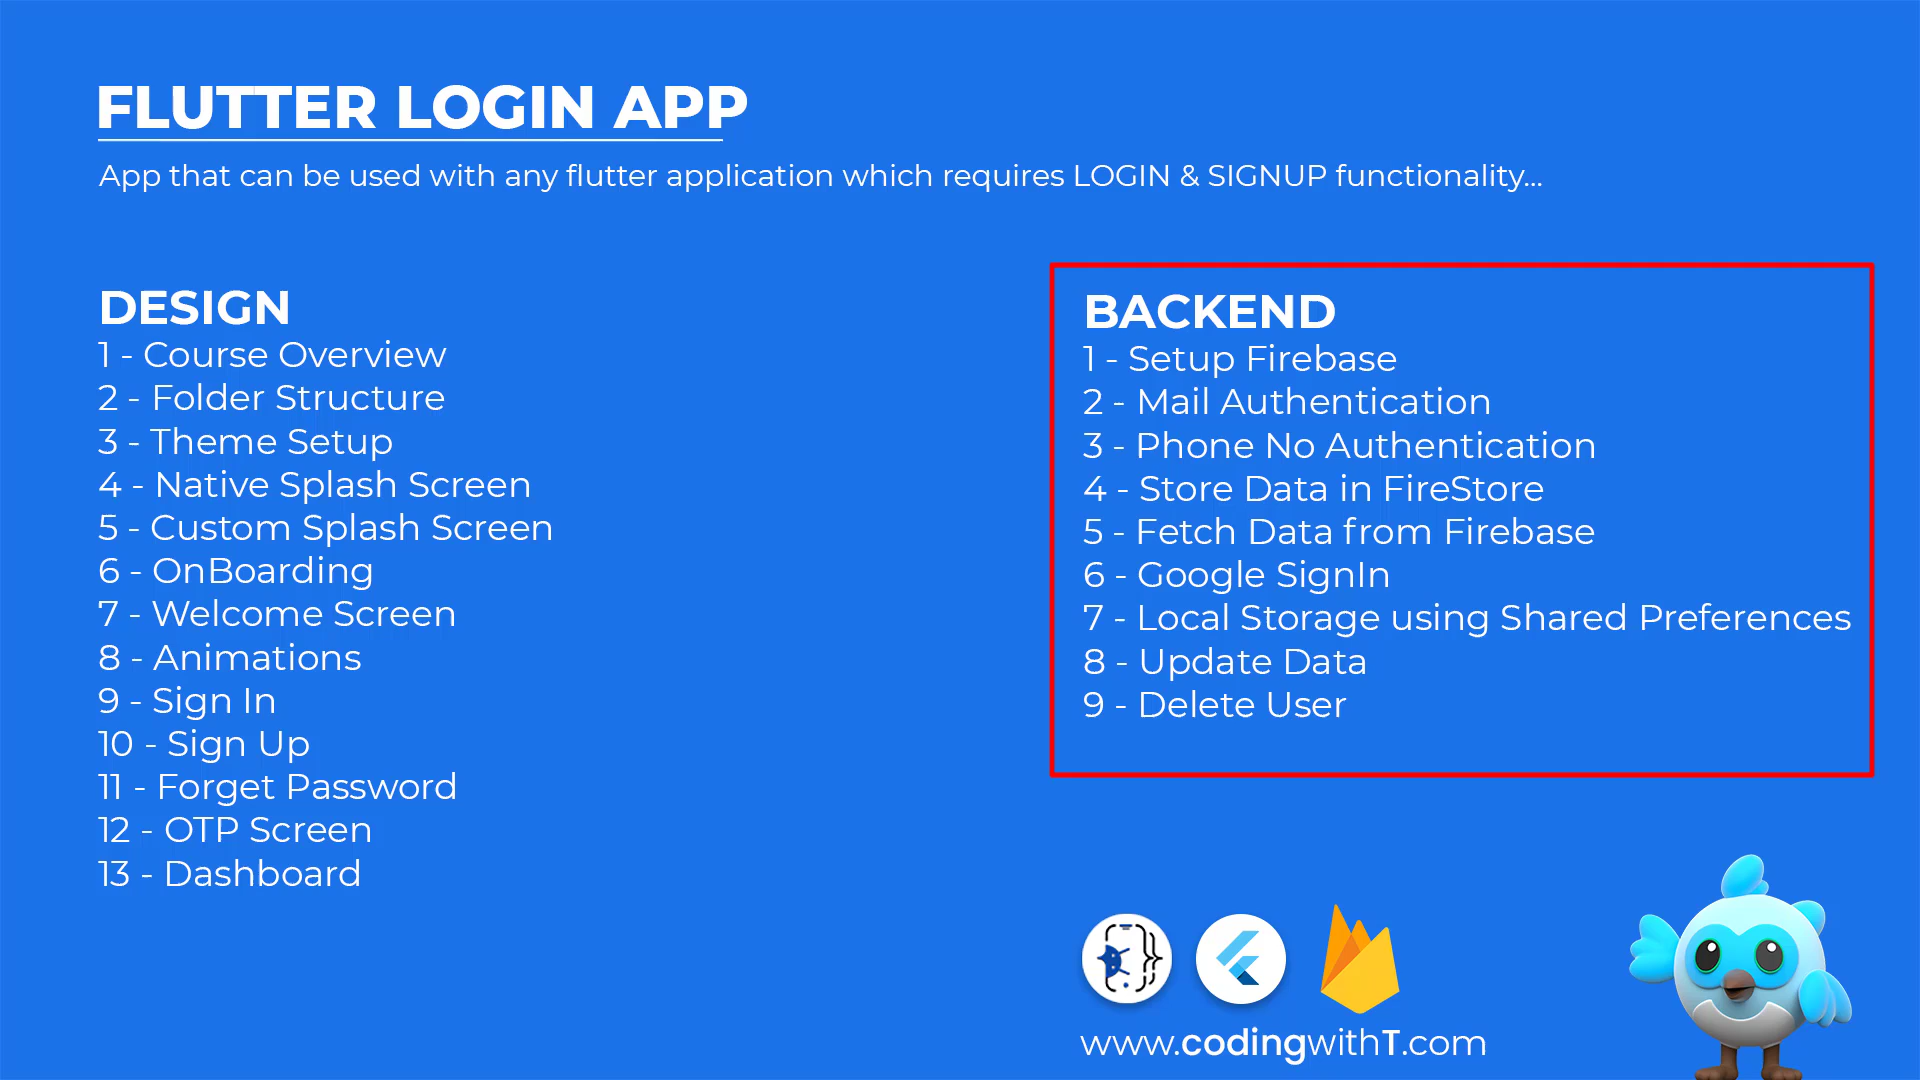 FLUTTER LOGIN APP
App that can be used with any flutter application which requires LOGIN & SIGNUP functionality...
DESIGN
1 - Course Overview
2 - Folder Structure
3 - Theme Setup
4 - Native Splash Screen
5 - Custom Splash Screen
6 - OnBoarding
7 - Welcome Screen
8 - Animations
9 - Sign In
10 - Sign Up
11 - Forget Password
12 - OTP Screen
13 - Dashboard
BACKEND
1 - Setup Firebase
2 - Mail Authentication
3 - Phone No Authentication
4 - Store Data in FireStore
5 - Fetch Data from Firebase
6 - Google SignIn
7 - Local Storage using Shared Preferences
8 - Update Data
9 - Delete User
www.codingwithT.com